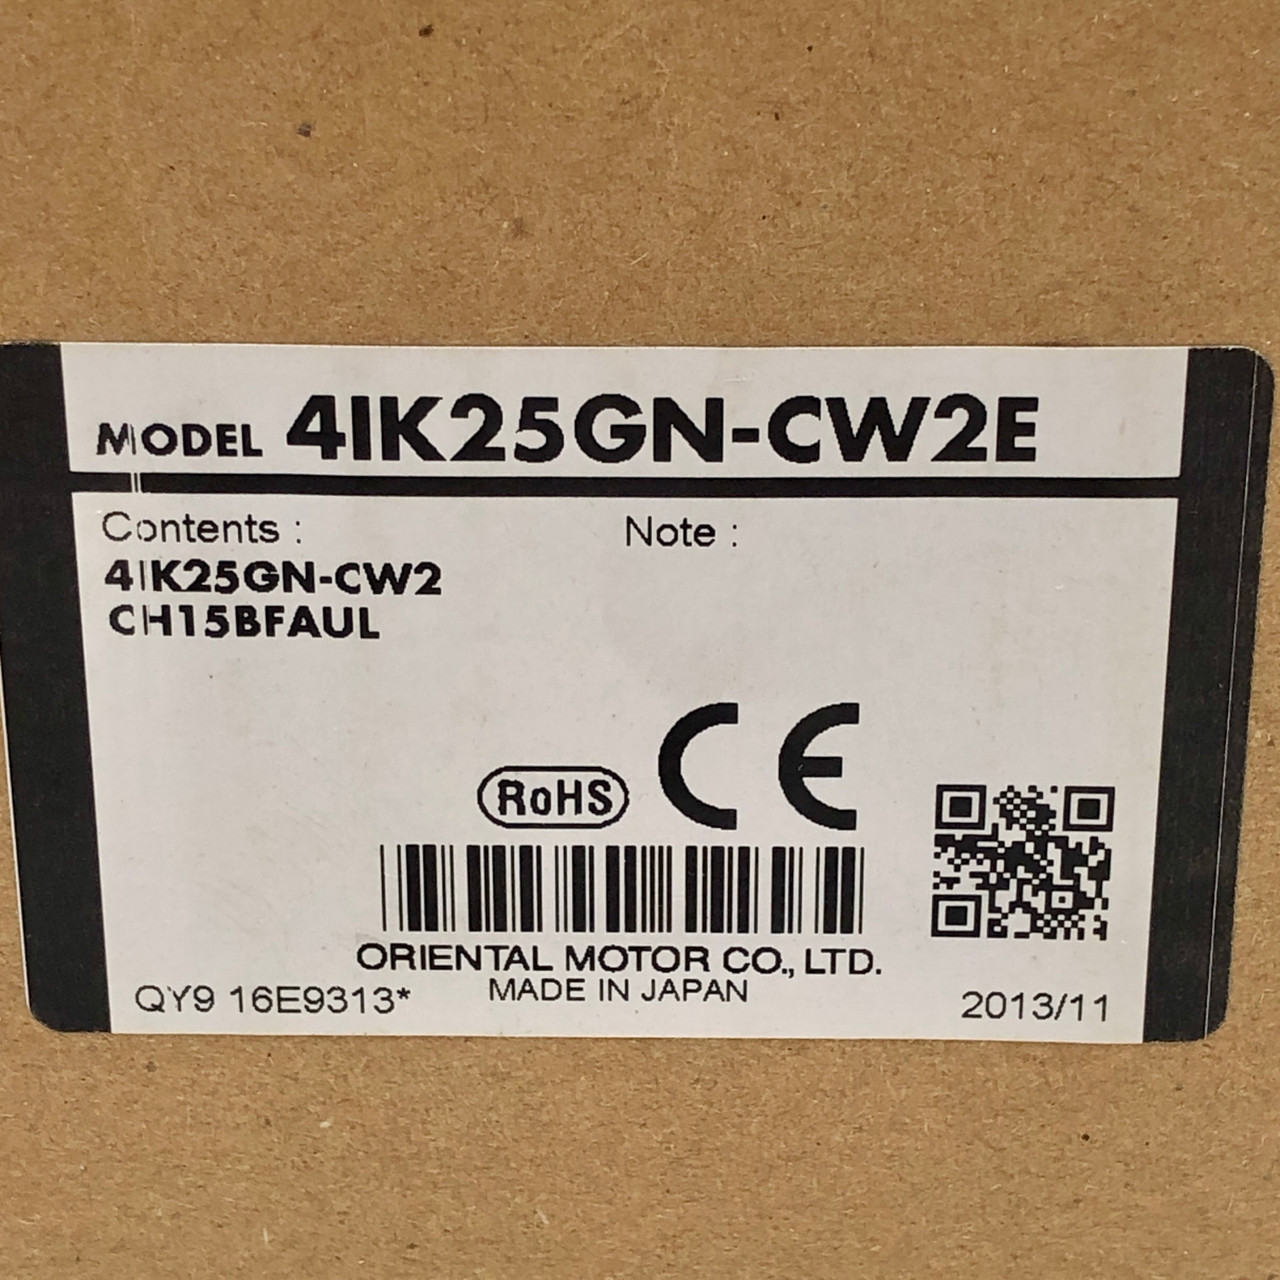 MODEL 4IK25GN-CW2E
Contents :
Note :
4IK25GN-CW2
CH15BFAUL
RoHS
CE
ORIENTAL MOTOR CO., LTD.
QY9 16E9313*
MADE IN JAPAN
2013/11